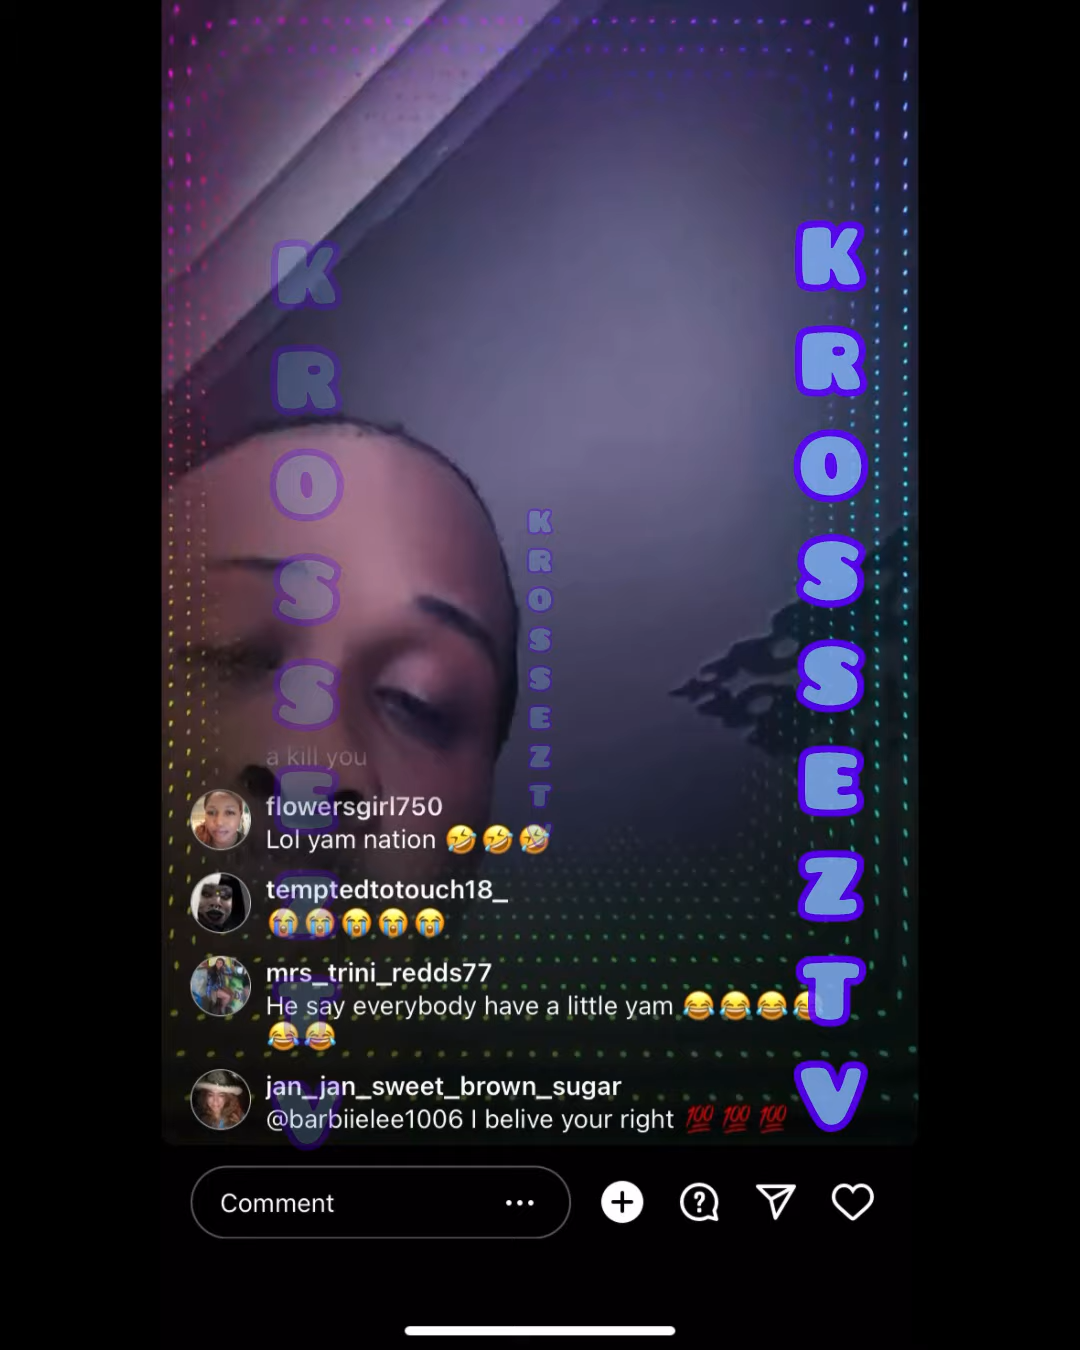 KROSSEZTV
KROSSEZTV
KROSSEZT
a kill you
flowersgirl750
Lol yam nation 🤣🤣🤣
temptedtotouch18_
😭😭😭😭😭
mrs_trini_redds77
He say everybody have a little yam 😂😂😂😂
😂😂
jan_jan_sweet_brown_sugar
@barbiielee1006 I belive your right 💯💯💯
Comment